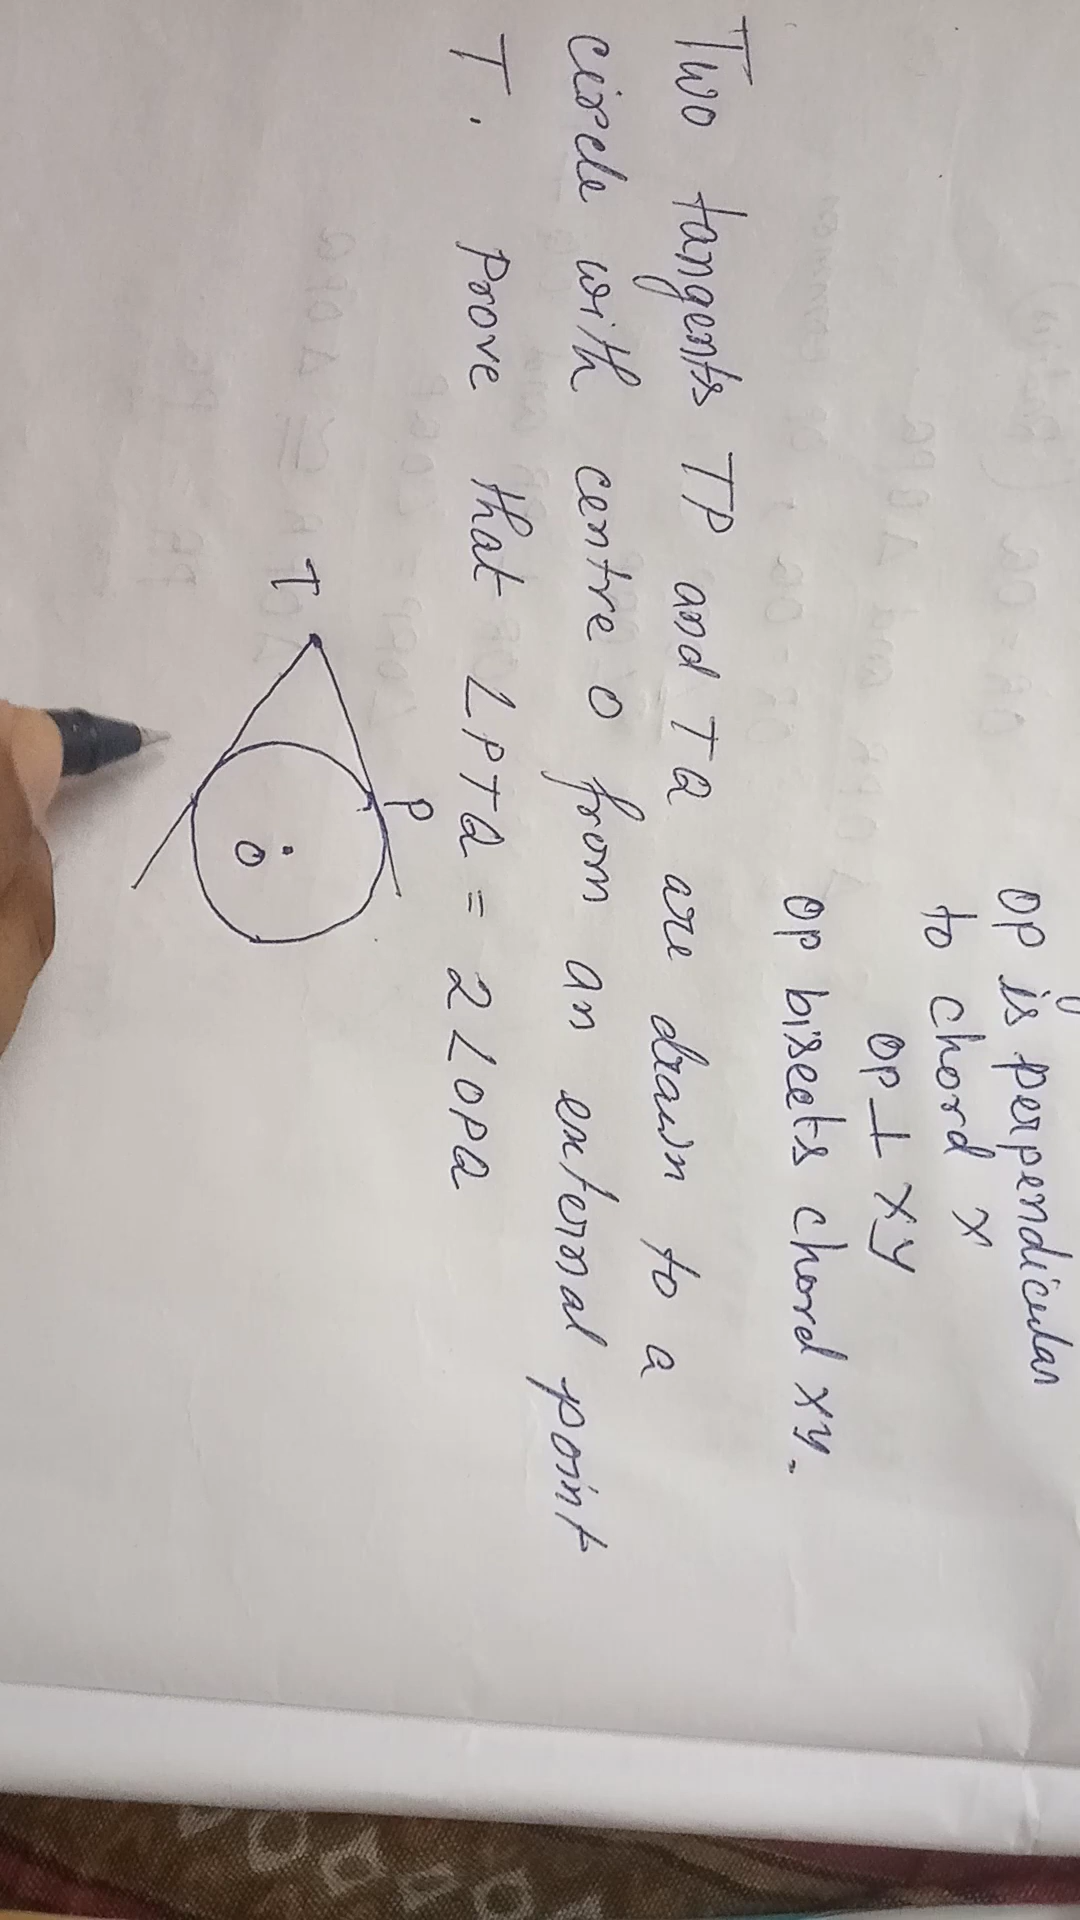 OP is perpendicular
to chord x
OP ⊥ XY
OP bisects chord XY.
Two tangents TP and TQ are drawn to a
circle with centre O from an external point
T. Prove that ∠PTQ = 2∠OPQ
T
P
O